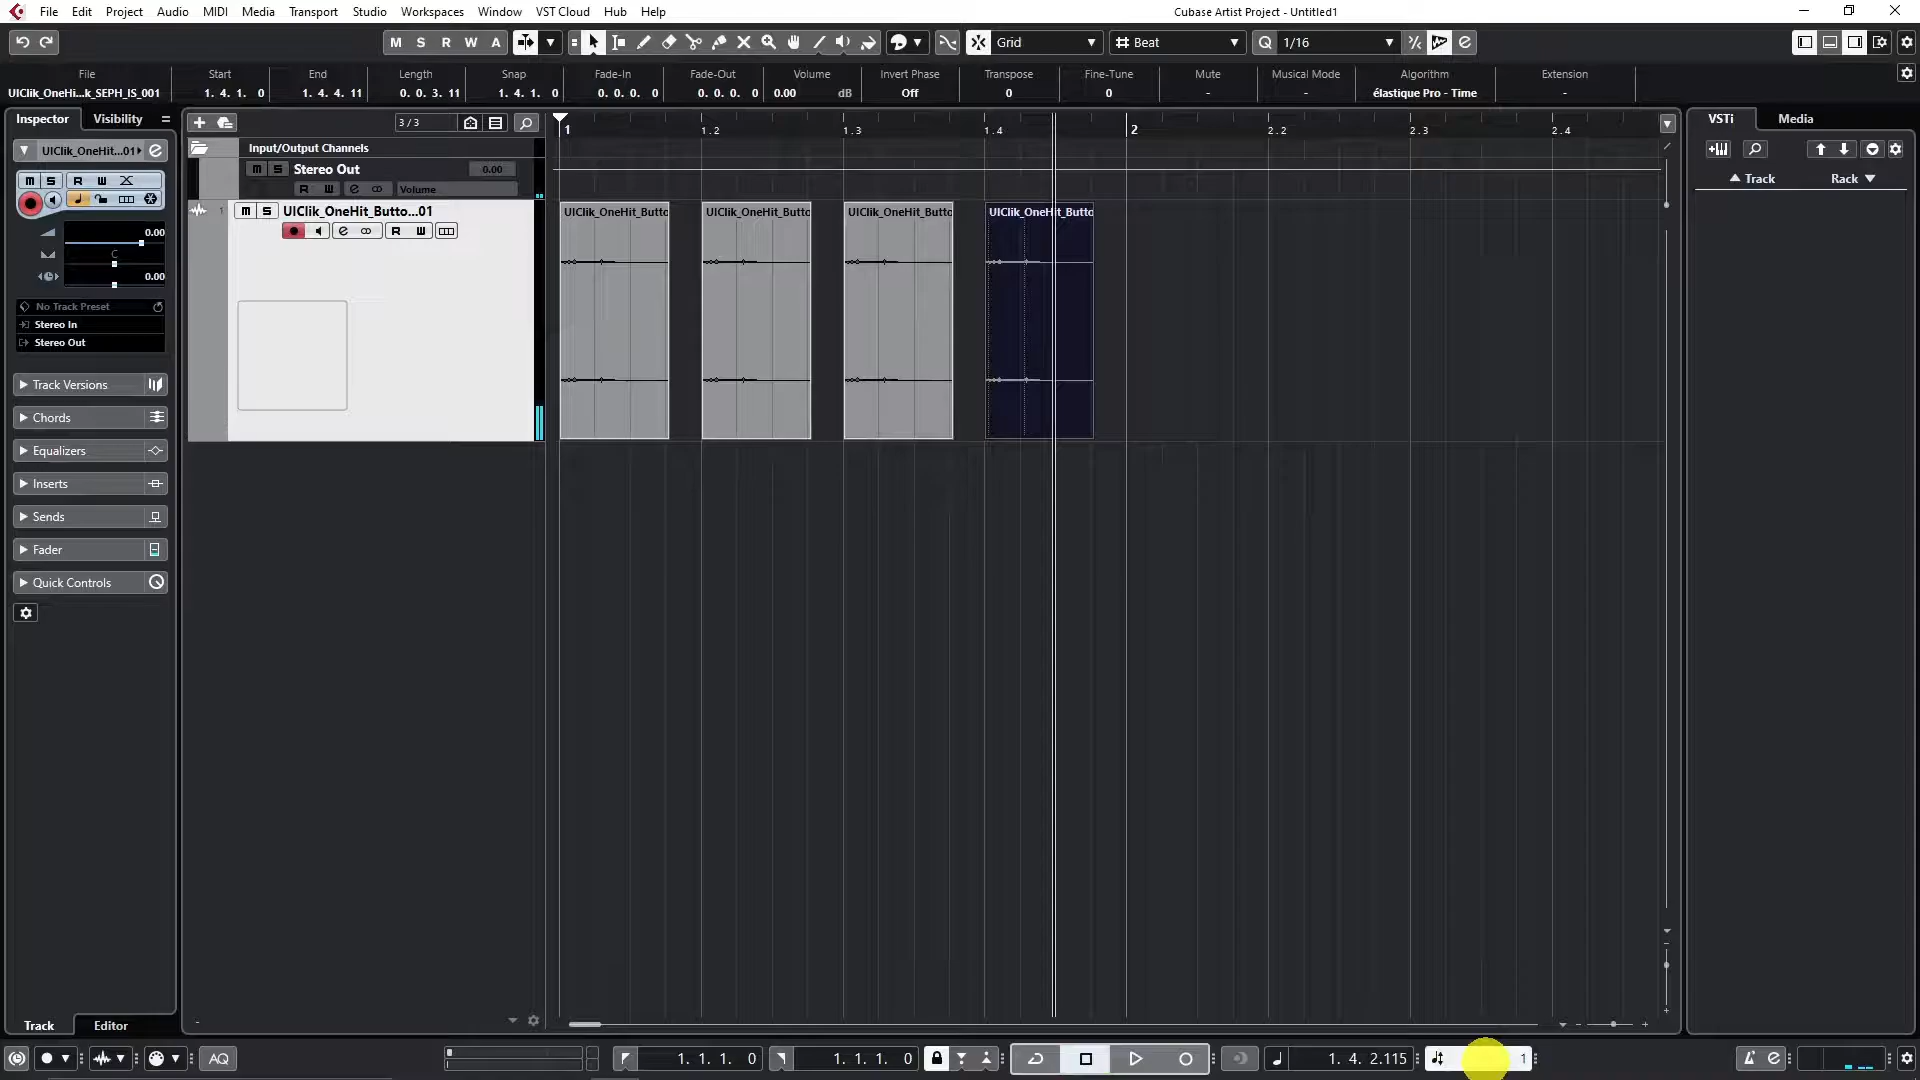 File Edit Project Audio MIDI Media Transport Studio Workspaces Window VST Cloud Hub Help
Cubase Artist Project - Untitled1
M S R W A Grid Beat Q 1/16
File Start End Length Snap Fade-In Fade-Out Volume Invert Phase Transpose Fine-Tune Mute Musical Mode Algorithm Extension
UIClik_OneHi...k_SEPH_IS_001 1. 4. 1. 0 1. 4. 4. 11 0. 0. 3. 11 1. 4. 1. 0 0. 0. 0. 0 0. 0. 0. 0 0.00 dB Off 0 0 - - élastique Pro - Time -
Inspector Visibility
3 / 3
1 1.2 1.3 1.4 2 2.2 2.3 2.4
VSTi Media
UIClik_OneHit...01
m S R W
0.00
C
0.00
No Track Preset
Stereo In
Stereo Out
Track Versions
Chords
Equalizers
Inserts
Sends
Fader
Quick Controls
Input/Output Channels
m S Stereo Out 0.00
R W e Volume
1 m S UIClik_OneHit_Butto...01
e R W
UIClik_OneHit_Butto UIClik_OneHit_Butto UIClik_OneHit_Butto UIClik_OneHit_Butto
Track Rack
Track Editor
AQ 1. 1. 1. 0 1. 1. 1. 0 1. 4. 2.115 1